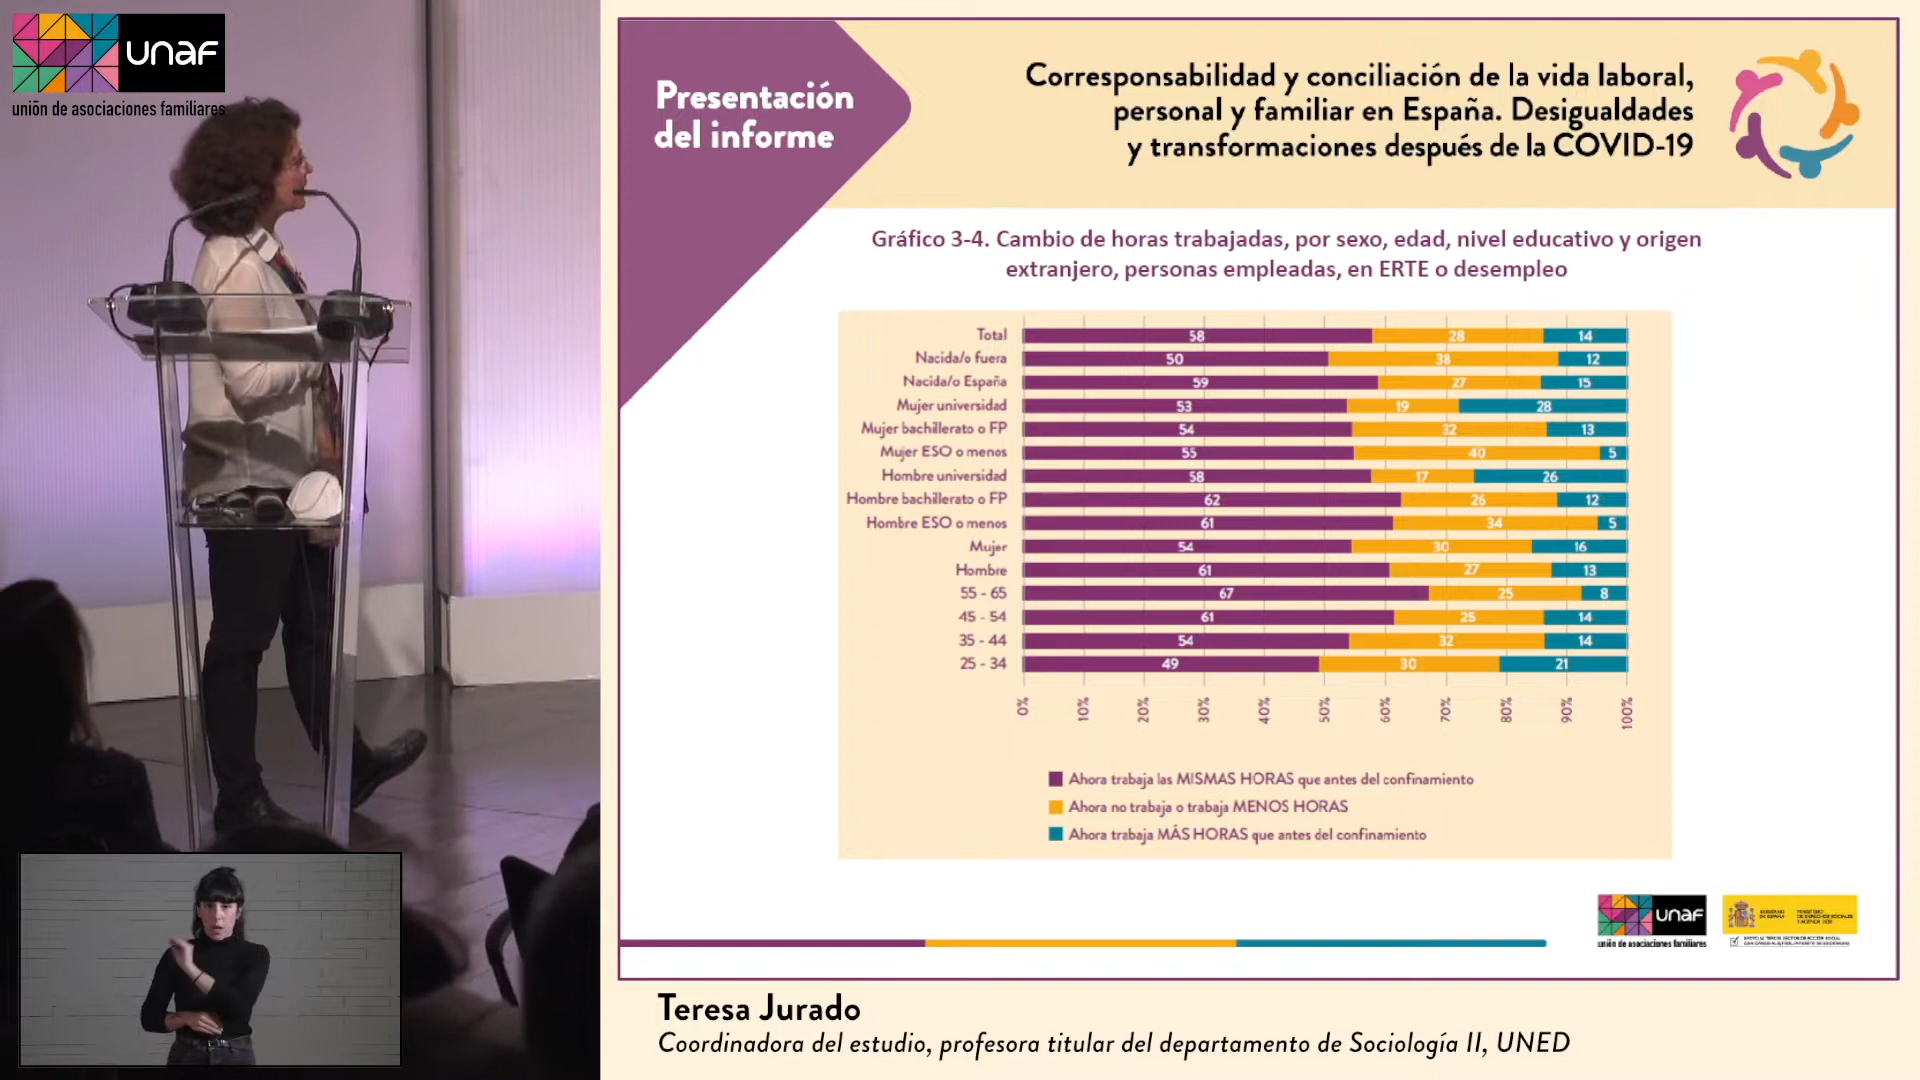 unaf
unión de asociaciones familiares
Presentación
del informe
Corresponsabilidad y conciliación de la vida laboral,
personal y familiar en España. Desigualdades
y transformaciones después de la COVID-19
Gráfico 3-4. Cambio de horas trabajadas, por sexo, edad, nivel educativo y origen
extranjero, personas empleadas, en ERTE o desempleo
Total 58 28 14
Nacida/o fuera 50 38 12
Nacida/o España 59 27 15
Mujer universidad 53 19 28
Mujer bachillerato o FP 54 32 13
Mujer ESO o menos 55 40 5
Hombre universidad 58 17 26
Hombre bachillerato o FP 62 26 12
Hombre ESO o menos 61 34 5
Mujer 54 30 16
Hombre 61 27 13
55 - 65 67 25 8
45 - 54 61 25 14
35 - 44 54 32 14
25 - 34 49 30 21
0% 10% 20% 30% 40% 50% 60% 70% 80% 90% 100%
Ahora trabaja las MISMAS HORAS que antes del confinamiento
Ahora no trabaja o trabaja MENOS HORAS
Ahora trabaja MÁS HORAS que antes del confinamiento
unaf
unión de asociaciones familiares
Teresa Jurado
Coordinadora del estudio, profesora titular del departamento de Sociología II, UNED